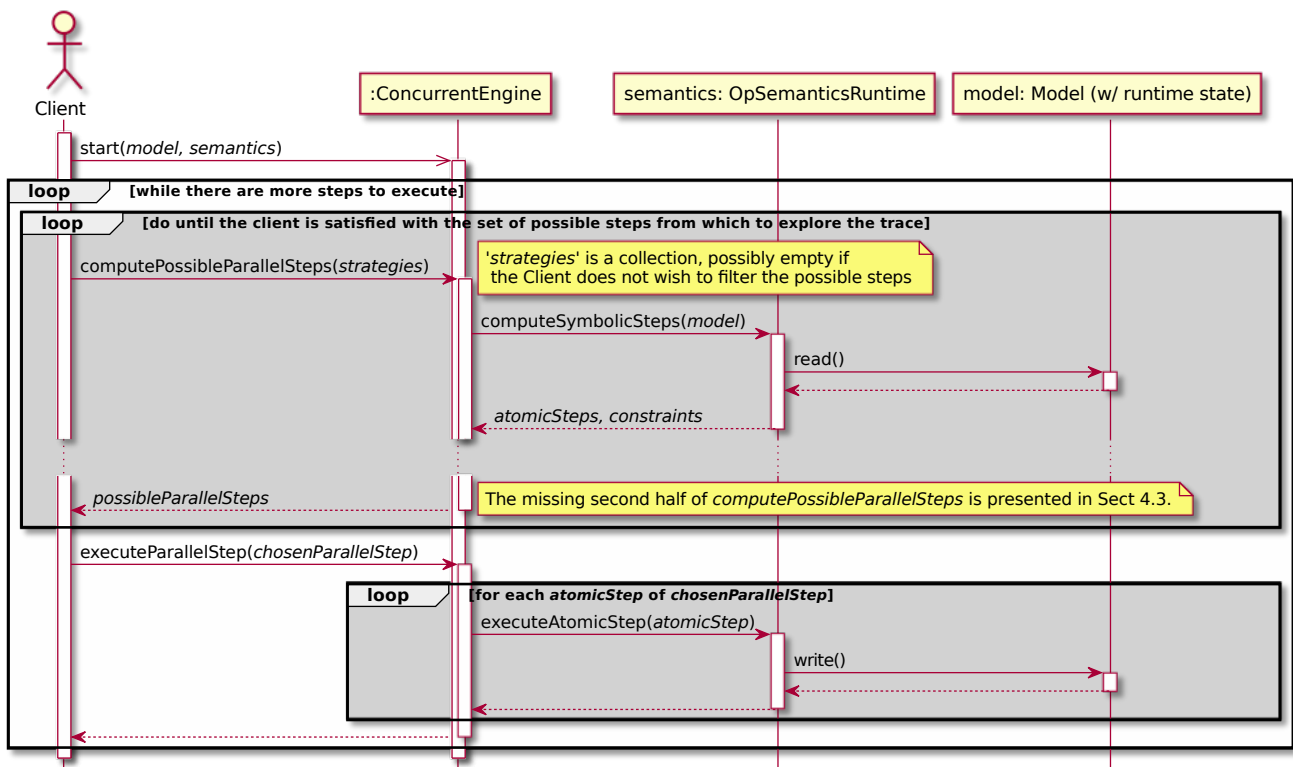 Client
:ConcurrentEngine
semantics: OpSemanticsRuntime
model: Model (w/ runtime state)
start(model, semantics)
loop
[while there are more steps to execute]
loop
[do until the client is satisfied with the set of possible steps from which to explore the trace]
computePossibleParallelSteps(strategies)
'strategies' is a collection, possibly empty if
the Client does not wish to filter the possible steps
computeSymbolicSteps(model)
read()
atomicSteps, constraints
possibleParallelSteps
The missing second half of computePossibleParallelSteps is presented in Sect 4.3.
executeParallelStep(chosenParallelStep)
loop
[for each atomicStep of chosenParallelStep]
executeAtomicStep(atomicStep)
write()